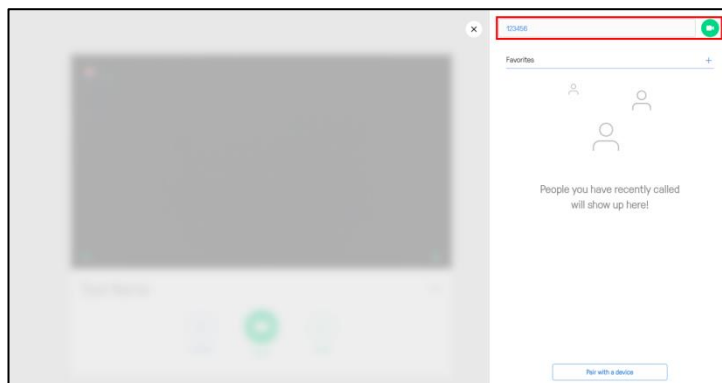 123456
Favorites
People you have recently called
will show up here!
Pair with a device